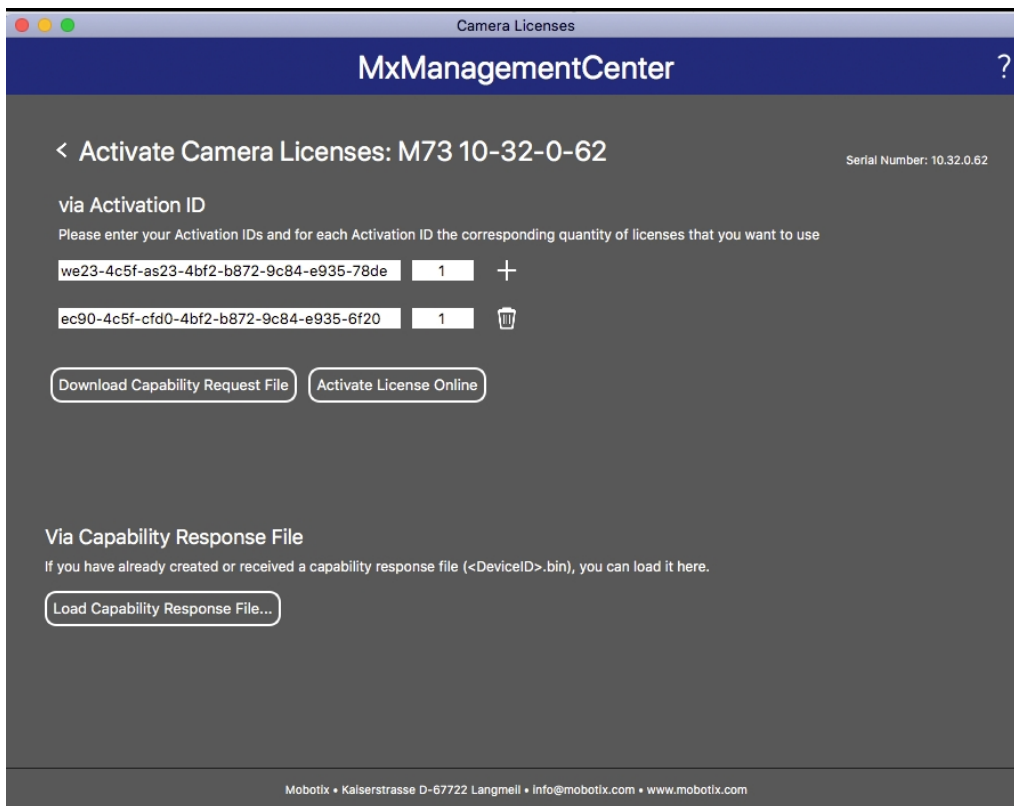 Camera Licenses
MxManagementCenter
?
< Activate Camera Licenses: M73 10-32-0-62
Serial Number: 10.32.0.62
via Activation ID
Please enter your Activation IDs and for each Activation ID the corresponding quantity of licenses that you want to use
we23-4c5f-as23-4bf2-b872-9c84-e935-78de 1 +
ec90-4c5f-cfd0-4bf2-b872-9c84-e935-6f20 1
Download Capability Request File Activate License Online
Via Capability Response File
If you have already created or received a capability response file (<DeviceID>.bin), you can load it here.
Load Capability Response File...
Mobotix • Kaiserstrasse D-67722 Langmeil • info@mobotix.com • www.mobotix.com